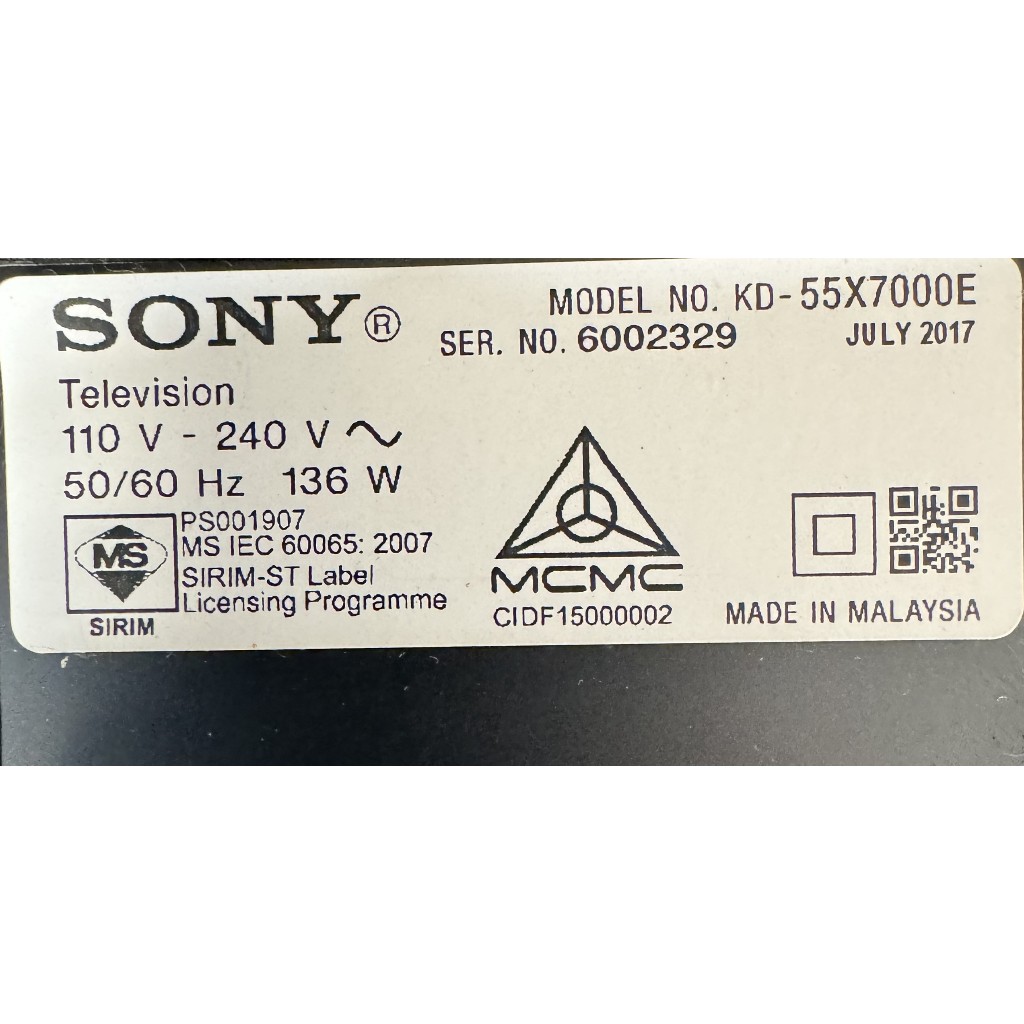 SONY®
MODEL NO. KD-55X7000E
SER. NO. 6002329
JULY 2017
Television
110 V - 240 V ~
50/60 Hz 136 W
MS
SIRIM
PS001907
MS IEC 60065: 2007
SIRIM-ST Label
Licensing Programme
MCMC
CIDF15000002
MADE IN MALAYSIA